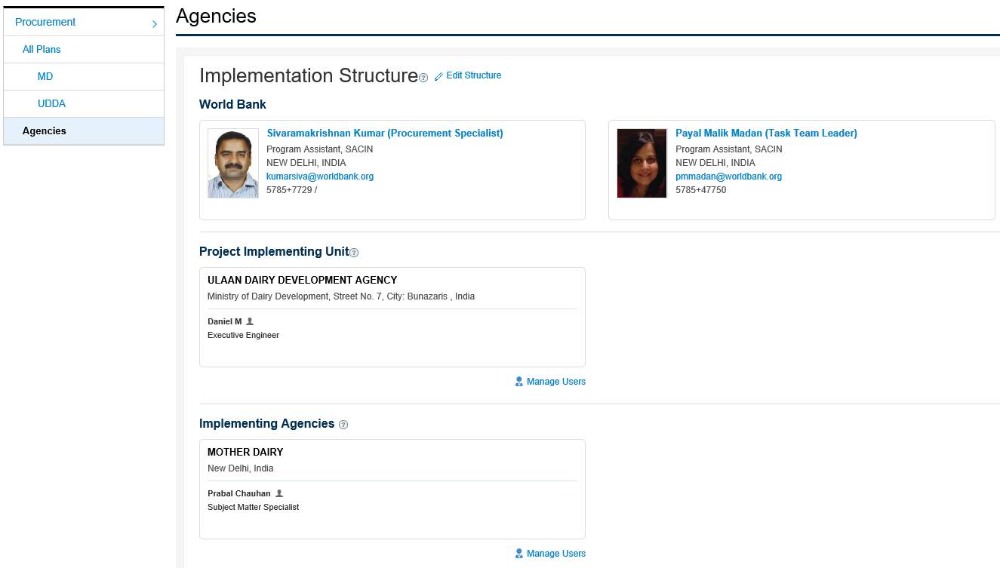 Procurement
All Plans
MD
UDDA
Agencies
Agencies
Implementation Structure ? Edit Structure
World Bank
Sivaramakrishnan Kumar (Procurement Specialist)
Program Assistant, SACIN
NEW DELHI, INDIA
kumarsiva@worldbank.org
5785+7729 /
Payal Malik Madan (Task Team Leader)
Program Assistant, SACIN
NEW DELHI, INDIA
pmmadan@worldbank.org
5785+47750
Project Implementing Unit ?
ULAAN DAIRY DEVELOPMENT AGENCY
Ministry of Dairy Development, Street No. 7, City: Bunazaris , India
Daniel M
Executive Engineer
Manage Users
Implementing Agencies ?
MOTHER DAIRY
New Delhi, India
Prabal Chauhan
Subject Matter Specialist
Manage Users